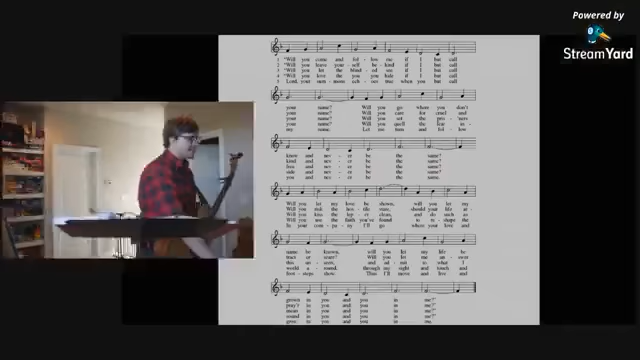 Powered by
StreamYard
1 "Will you come and fol - low me if I but call
2 "Will you leave your self be - hind if I but call
3 "Will you let the blind - ed see if I but call
4 "Will you love the you you hide if I but call
5 Lord, your sum - mons ech - oes true when you but call
your name? Will you go where you don't
your name? Will you care for cruel and
your name? Will you set the pris'ners
your name? Will you quell the fear in -
my name. Let me turn and fol - low
know and nev - er be the same?
kind and nev - er be the same?
free and nev - er be the same?
side and nev - er be the same?
you and nev - er be the same.
Will you let my love be shown, will you let my
Will you risk the hos - tile stare, should your life at -
Will you kiss the lep - er clean, and do such as
Will you use the faith you've found to re - shape the
In your com - pa - ny I'll go where your love and
name be known, will you let my life be
tract or scare? Will you let me an -
this un - seen, and ad - mit to what I
world a - round, through my sight and touch and
foot - steps show. Thus I'll move and live and
grown in you and you in me?"
pray'r in you and you in me?"
mean in you and you in me?"
sound in you and you in me?"
grow in you and you in me.